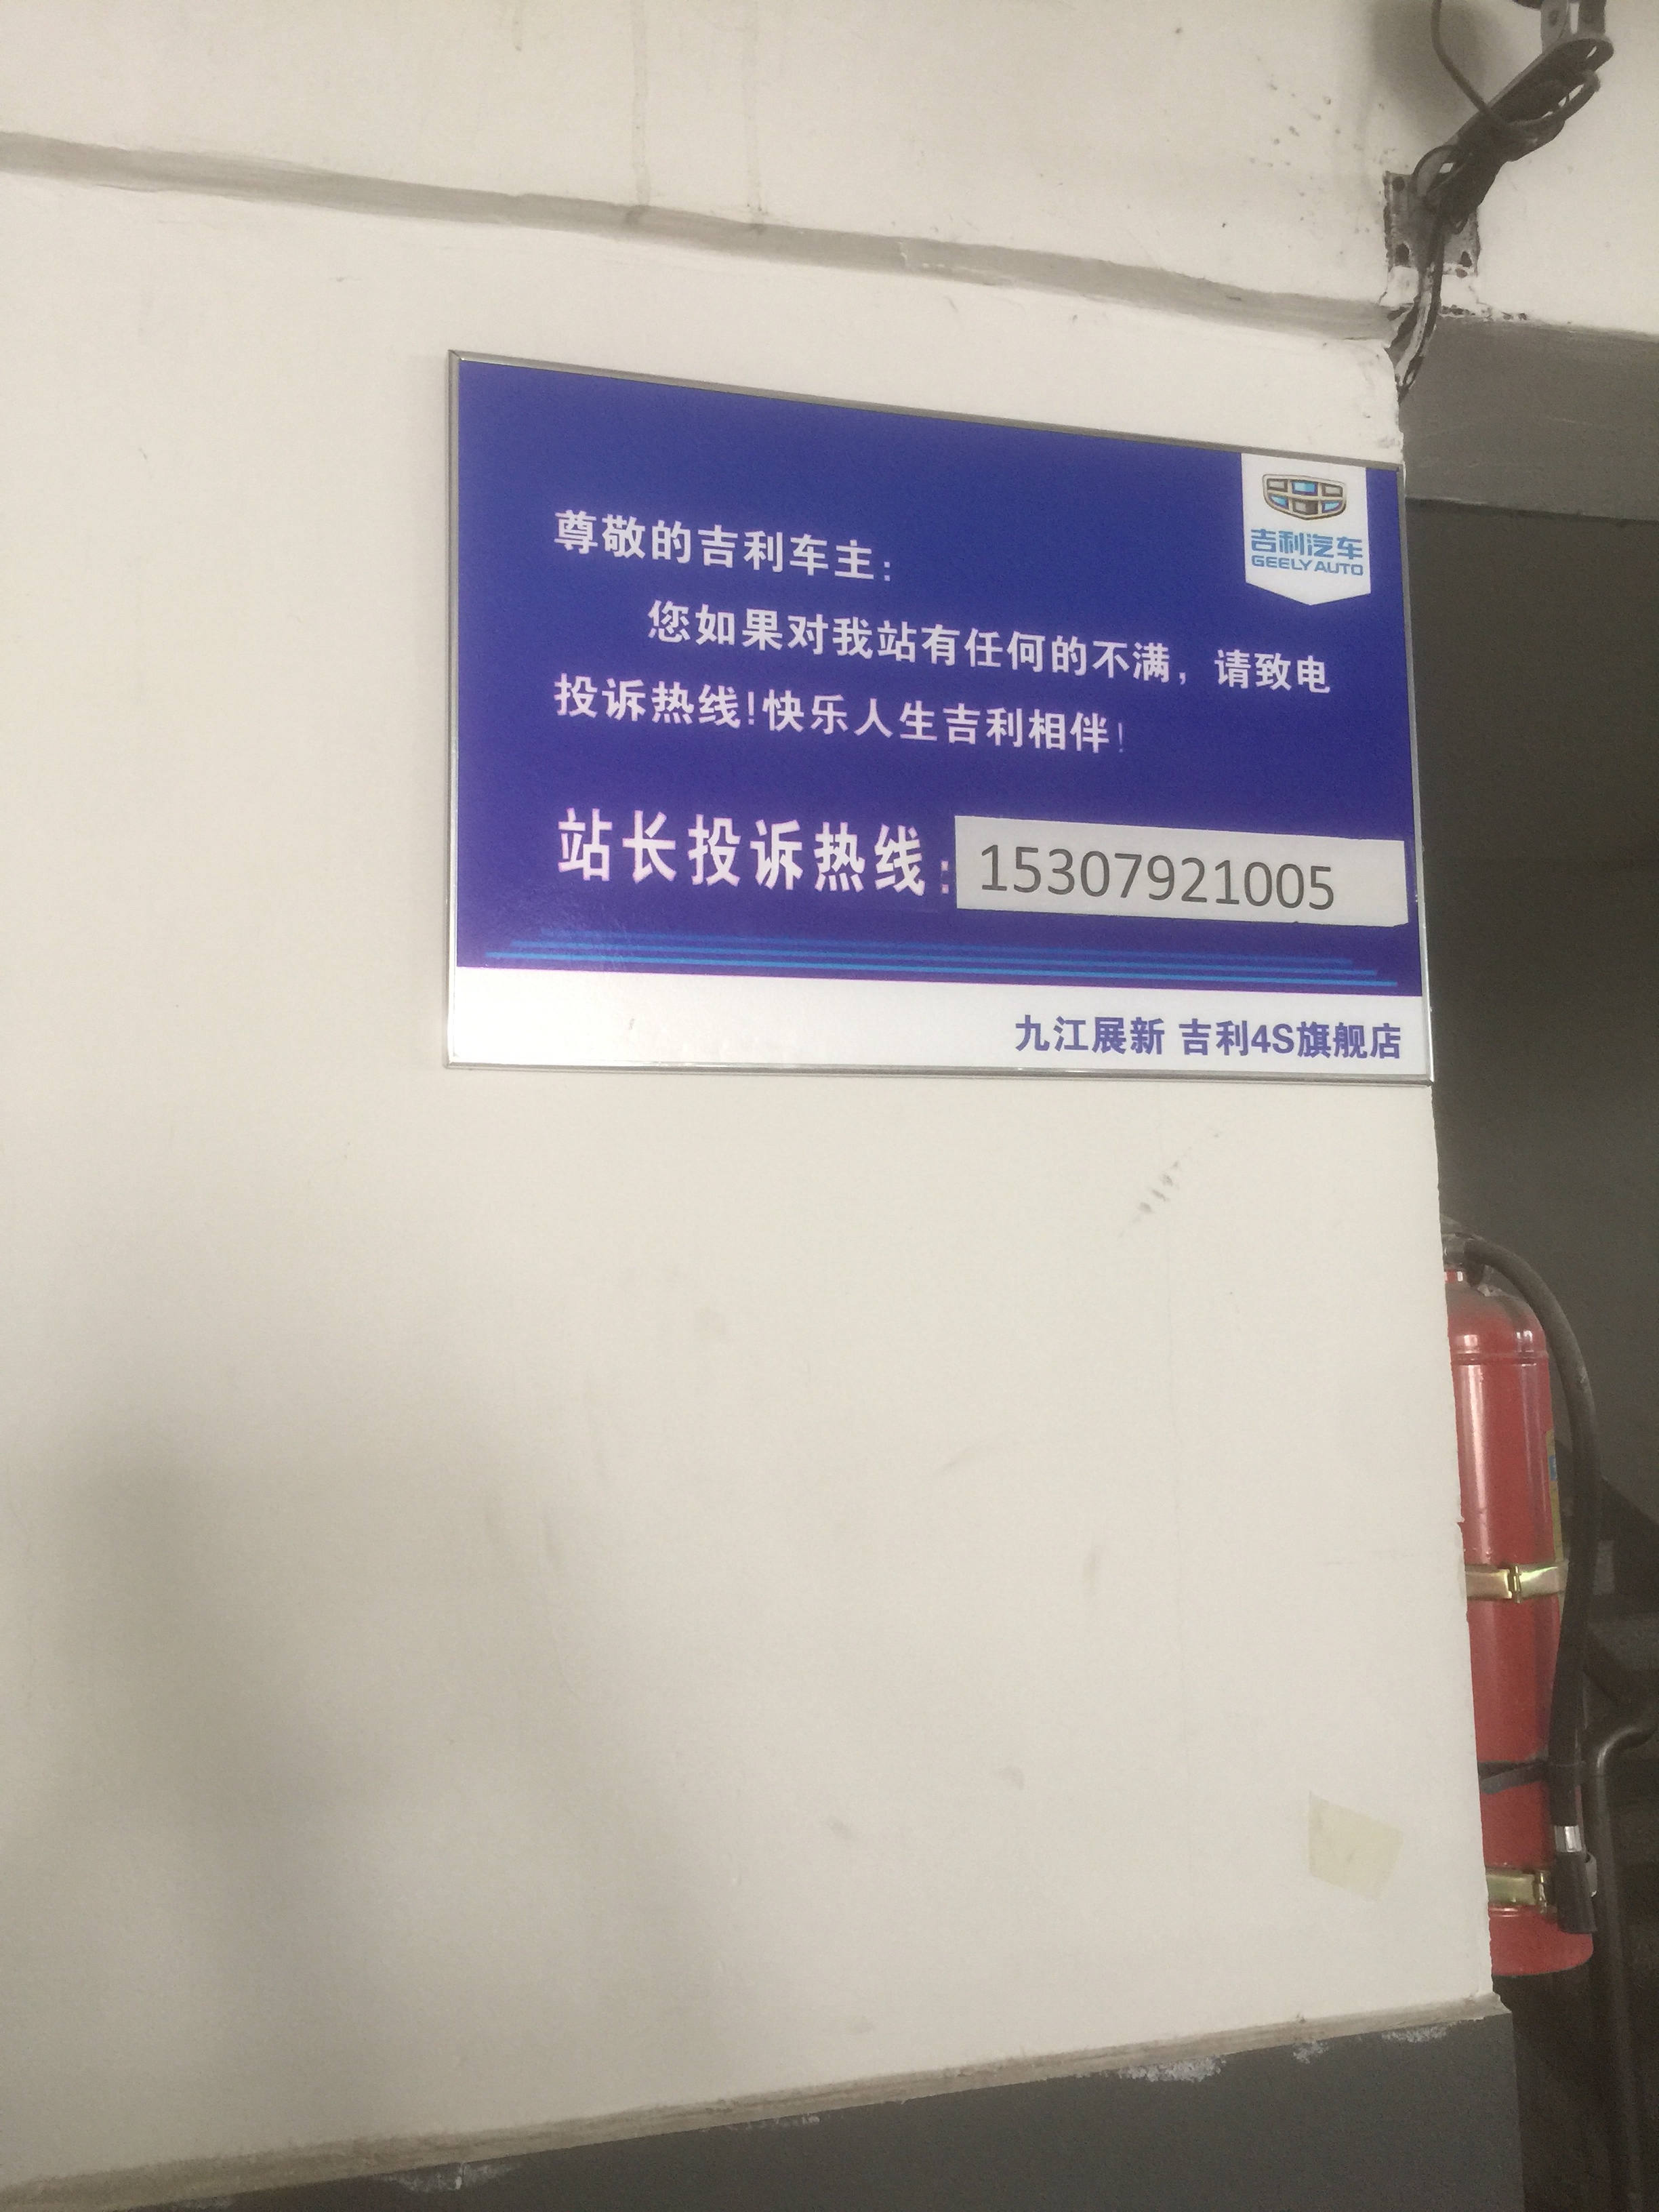 吉利汽车
GEELY AUTO
尊敬的吉利车主：
您如果对我站有任何的不满，请致电
投诉热线！快乐人生吉利相伴！
站长投诉热线：15307921005
九江展新 吉利4S旗舰店